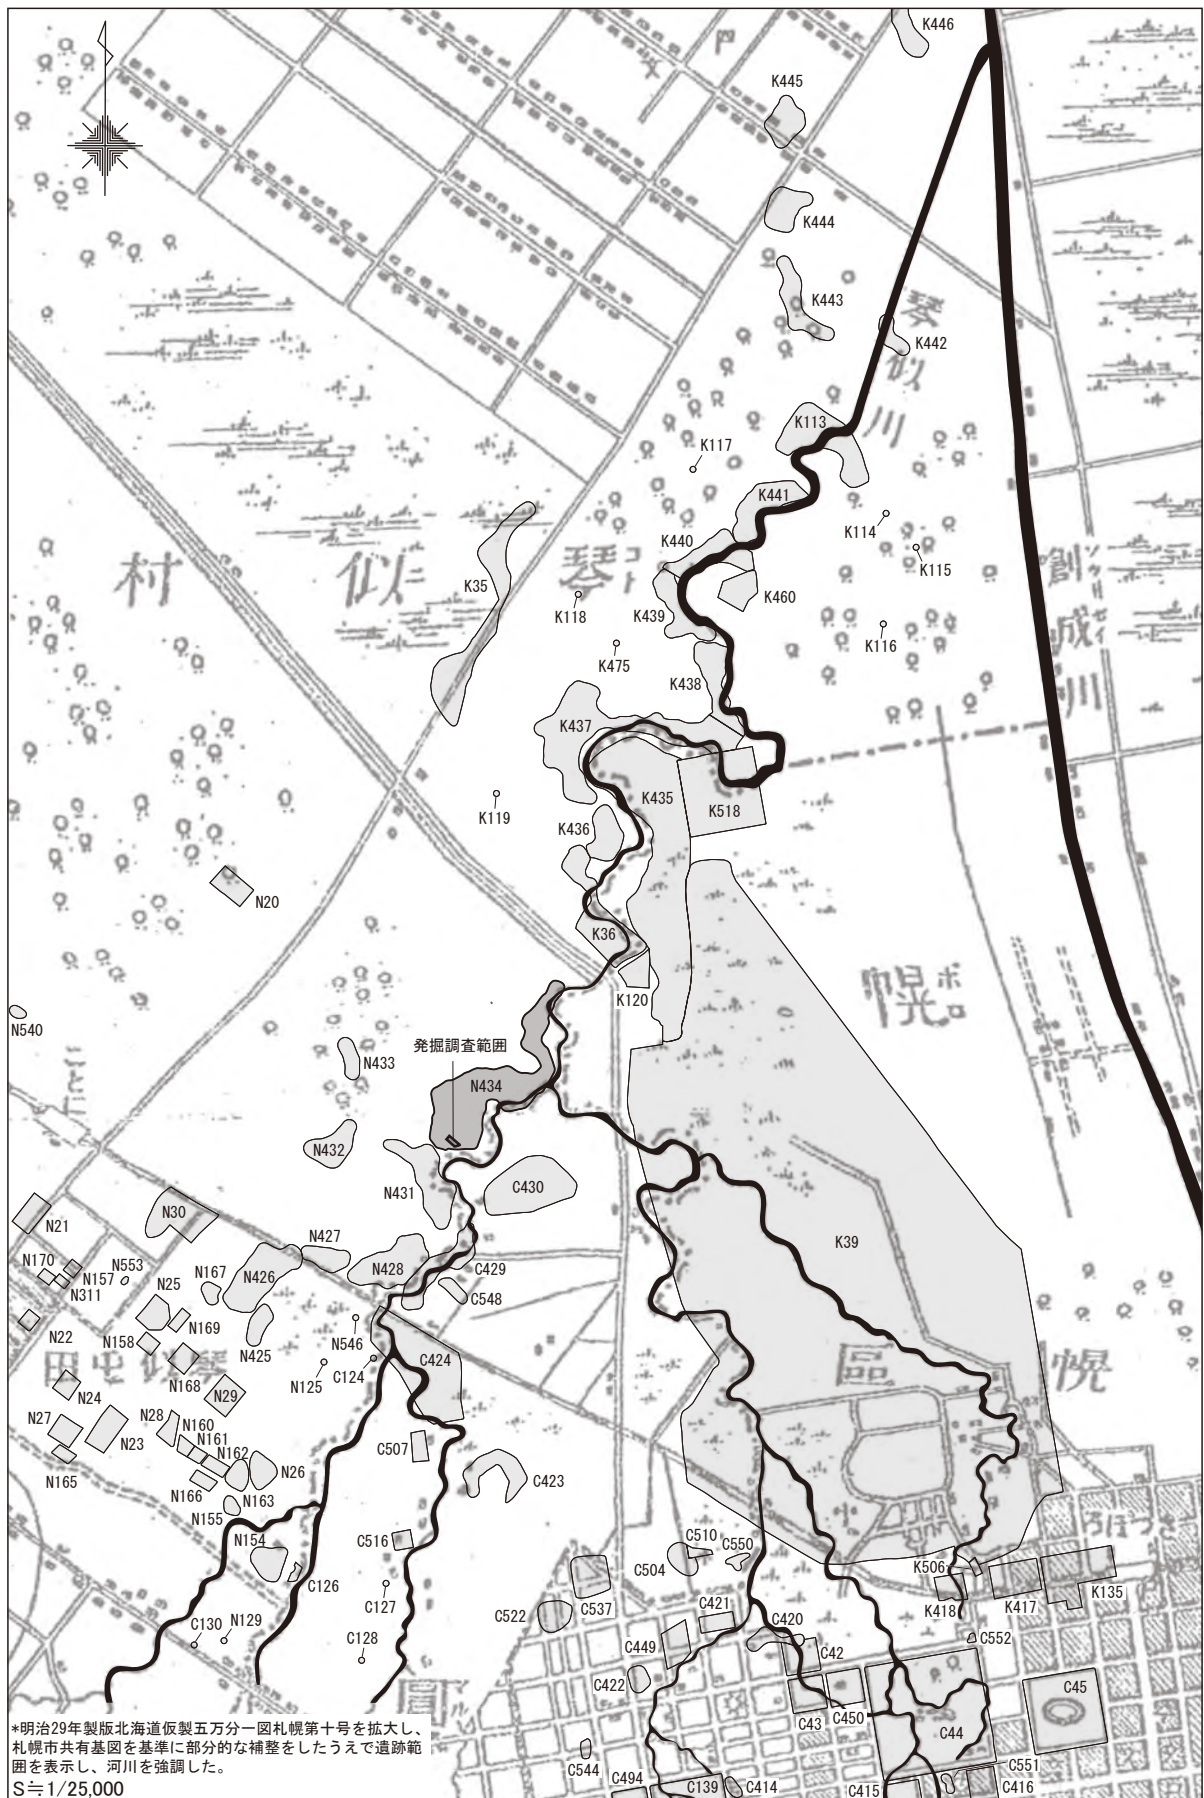 K446
K445
K444
K443
K442
琴似川
K113
K117
K441
K114
K440
K115
村 似 琴
コト
K35
K118
K460
K439
K116
創成川
K475
K438
K437
K435
K518
K119
K436
N20
K36
幌
ポロ
K120
N540
発掘調査範囲
N433
N434
N432
N431
C430
N21
N30
K39
N427
N170
N157
N553
N167
N426
N428
C429
N311
N25
C548
N169
N22
N158
N546
N425
C124
C424
N168
N125
區
幌
N24
N29
N27
N28
N160
N23
N161
N162
C507
N26
C423
N165
N166
N163
N155
N154
C516
C510
C550
C504
K506
C126
C537
K418
K417
K135
C127
C522
C421
C420
C130
N129
C449
C552
C128
C42
C422
C45
圓
C43
C450
C44
*明治29年製版北海道仮製五万分一図札幌第十号を拡大し、
札幌市共有基図を基準に部分的な補整をしたうえで遺跡範
囲を表示し、河川を強調した。
S≒1/25,000
C544
C551
C494
C139
C414
C415
C416